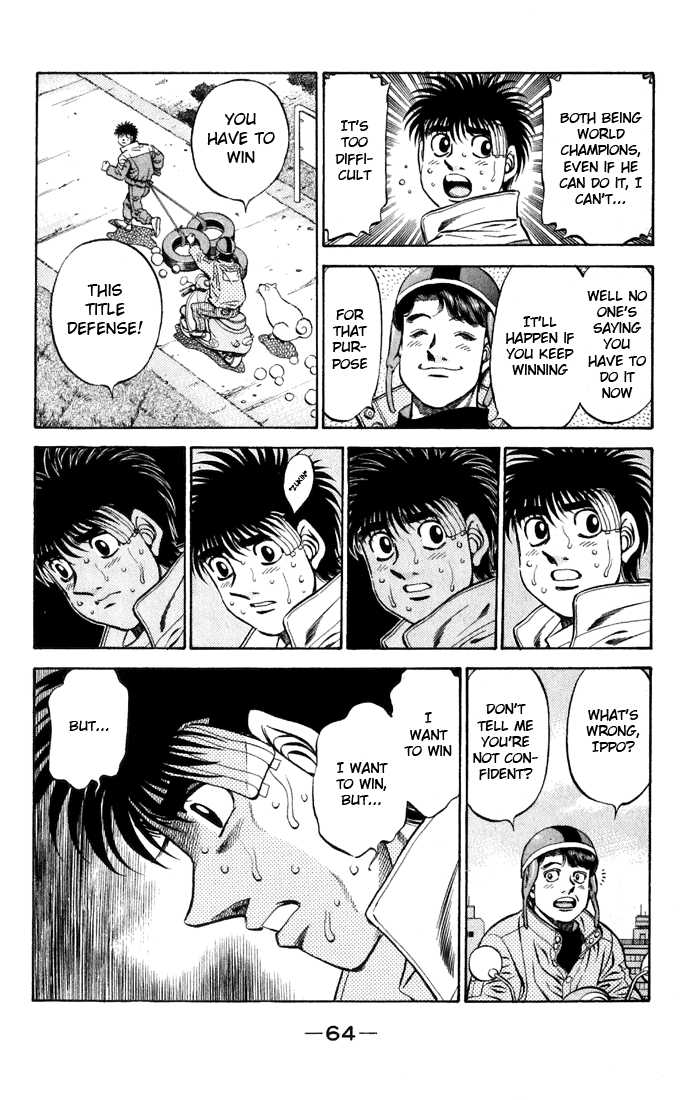 BOTH BEING
WORLD
CHAMPIONS,
EVEN IF HE
CAN DO IT, I
CAN'T...
IT'S
TOO
DIFFI-
CULT
WELL NO
ONE'S
SAYING
YOU
HAVE TO
DO IT
NOW
IT'LL
HAPPEN IF
YOU KEEP
WINNING
FOR
THAT
PUR-
POSE
YOU
HAVE TO
WIN
THIS
TITLE
DEFENSE!
*ZUKIN*
WHAT'S
WRONG,
IPPO?
DON'T
TELL ME
YOU'RE
NOT CON-
FIDENT?
I
WANT
TO WIN
I WANT
TO WIN,
BUT...
BUT...
—64—